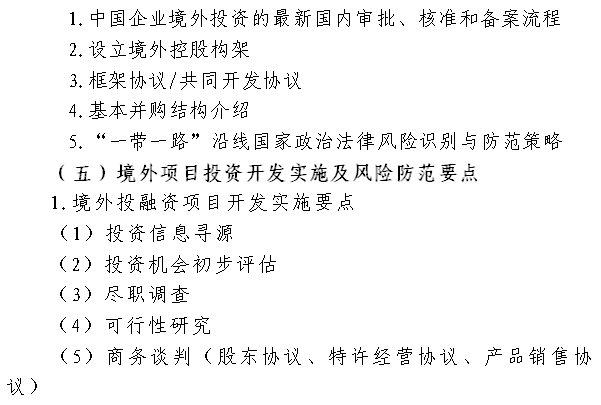 1.中国企业境外投资的最新国内审批、核准和备案流程
2.设立境外控股构架
3.框架协议/共同开发协议
4.基本并购结构介绍
5.“一带一路”沿线国家政治法律风险识别与防范策略
（五）境外项目投资开发实施及风险防范要点
1.境外投融资项目开发实施要点
（1）投资信息寻源
（2）投资机会初步评估
（3）尽职调查
（4）可行性研究
（5）商务谈判（股东协议、特许经营协议、产品销售协
议）